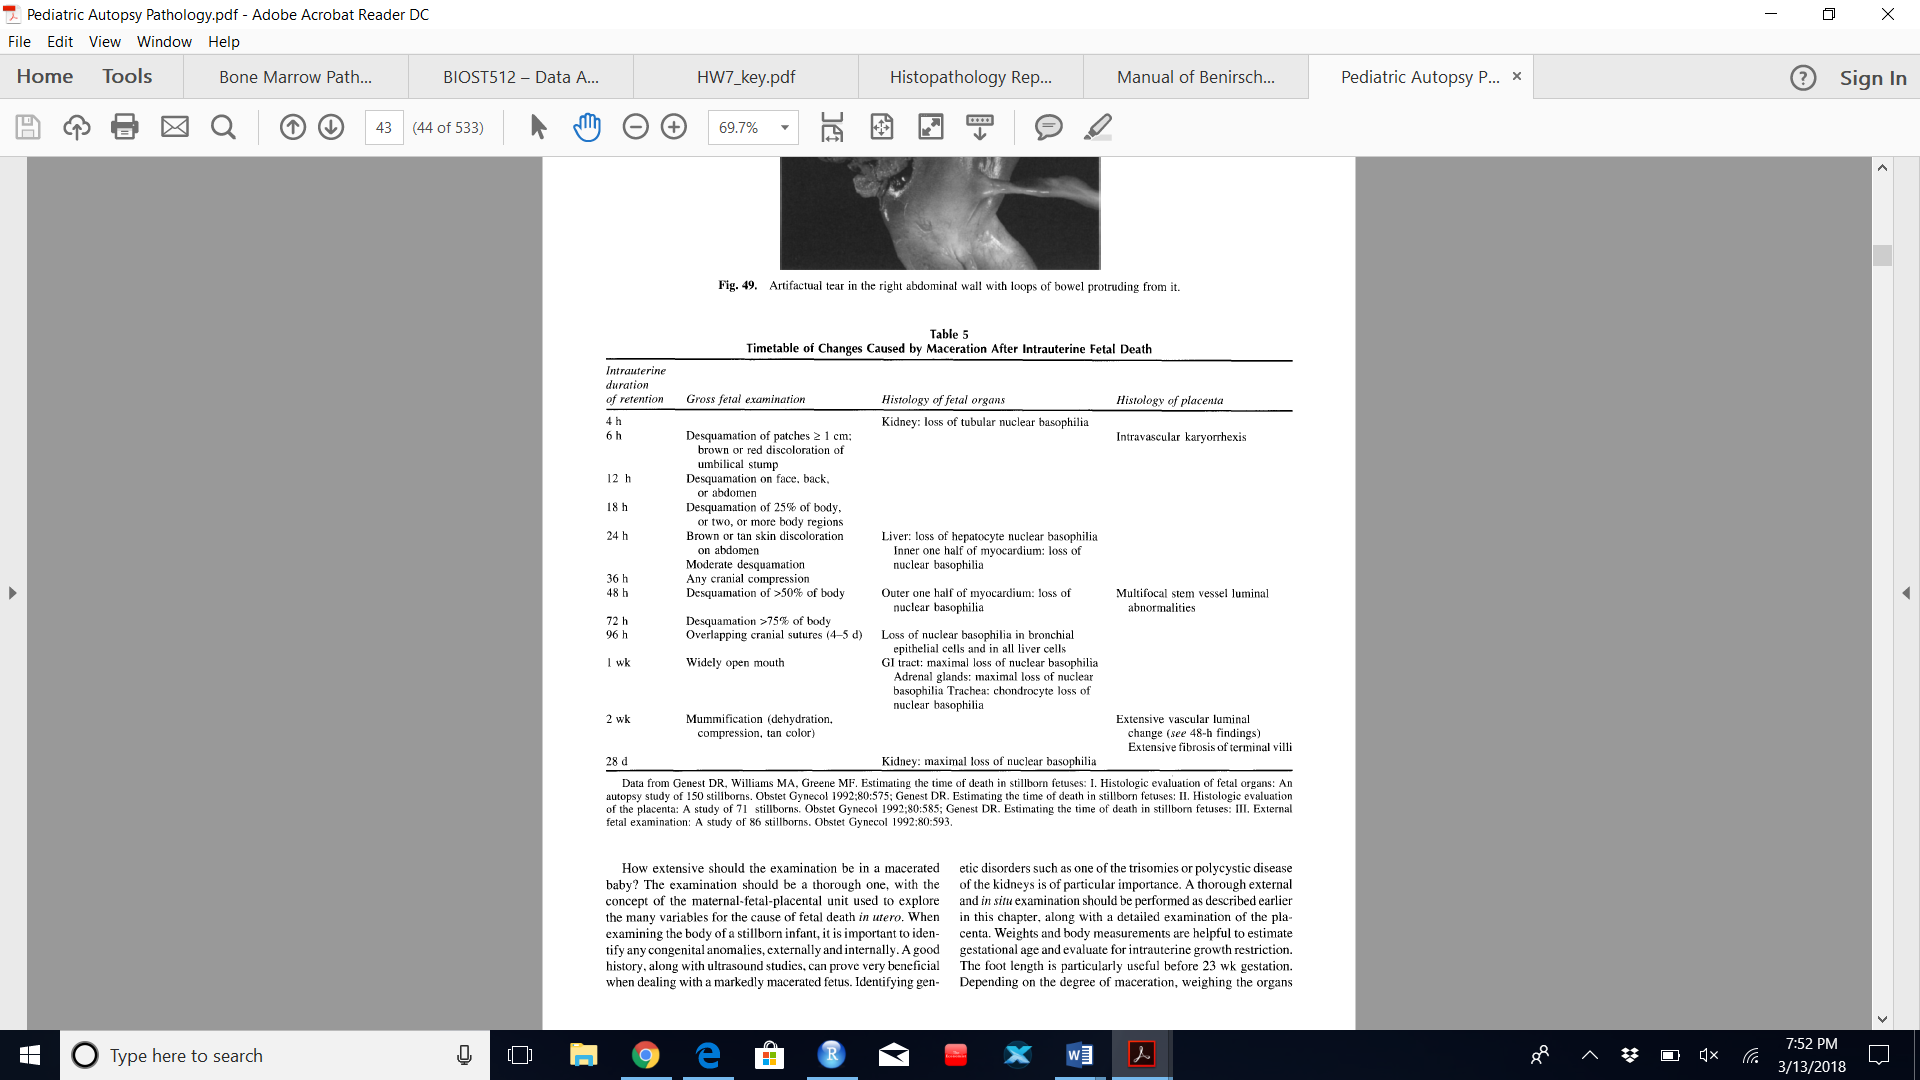 Pediatric Autopsy Pathology.pdf - Adobe Acrobat Reader DC
File Edit View Window Help
Home Tools Bone Marrow Path... BIOST512 – Data A... HW7_key.pdf Histopathology Rep... Manual of Benirsch... Pediatric Autopsy P... × ? Sign In
43 (44 of 533) 69.7%
Fig. 49. Artifactual tear in the right abdominal wall with loops of bowel protruding from it.
Table 5
Timetable of Changes Caused by Maceration After Intrauterine Fetal Death
Intrauterine
duration
of retention Gross fetal examination Histology of fetal organs Histology of placenta
4 h Kidney: loss of tubular nuclear basophilia
6 h Desquamation of patches ≥ 1 cm; Intravascular karyorrhexis
brown or red discoloration of
umbilical stump
12 h Desquamation on face, back,
or abdomen
18 h Desquamation of 25% of body,
or two, or more body regions
24 h Brown or tan skin discoloration Liver: loss of hepatocyte nuclear basophilia
on abdomen Inner one half of myocardium: loss of
Moderate desquamation nuclear basophilia
36 h Any cranial compression
48 h Desquamation of >50% of body Outer one half of myocardium: loss of Multifocal stem vessel luminal
nuclear basophilia abnormalities
72 h Desquamation >75% of body
96 h Overlapping cranial sutures (4–5 d) Loss of nuclear basophilia in bronchial
epithelial cells and in all liver cells
1 wk Widely open mouth GI tract: maximal loss of nuclear basophilia
Adrenal glands: maximal loss of nuclear
basophilia Trachea: chondrocyte loss of
nuclear basophilia
2 wk Mummification (dehydration, Extensive vascular luminal
compression, tan color) change (see 48-h findings)
Extensive fibrosis of terminal villi
28 d Kidney: maximal loss of nuclear basophilia
Data from Genest DR, Williams MA, Greene MF. Estimating the time of death in stillborn fetuses: I. Histologic evaluation of fetal organs: An
autopsy study of 150 stillborns. Obstet Gynecol 1992;80:575; Genest DR. Estimating the time of death in stillborn fetuses: II. Histologic evaluation
of the placenta: A study of 71 stillborns. Obstet Gynecol 1992;80:585; Genest DR. Estimating the time of death in stillborn fetuses: III. External
fetal examination: A study of 86 stillborns. Obstet Gynecol 1992:80:593.
How extensive should the examination be in a macerated
baby? The examination should be a thorough one, with the
concept of the maternal-fetal-placental unit used to explore
the many variables for the cause of fetal death in utero. When
examining the body of a stillborn infant, it is important to iden-
tify any congenital anomalies, externally and internally. A good
history, along with ultrasound studies, can prove very beneficial
when dealing with a markedly macerated fetus. Identifying gen-
etic disorders such as one of the trisomies or polycystic disease
of the kidneys is of particular importance. A thorough external
and in situ examination should be performed as described earlier
in this chapter, along with a detailed examination of the pla-
centa. Weights and body measurements are helpful to estimate
gestational age and evaluate for intrauterine growth restriction.
The foot length is particularly useful before 23 wk gestation.
Depending on the degree of maceration, weighing the organs
Type here to search
7:52 PM
3/13/2018